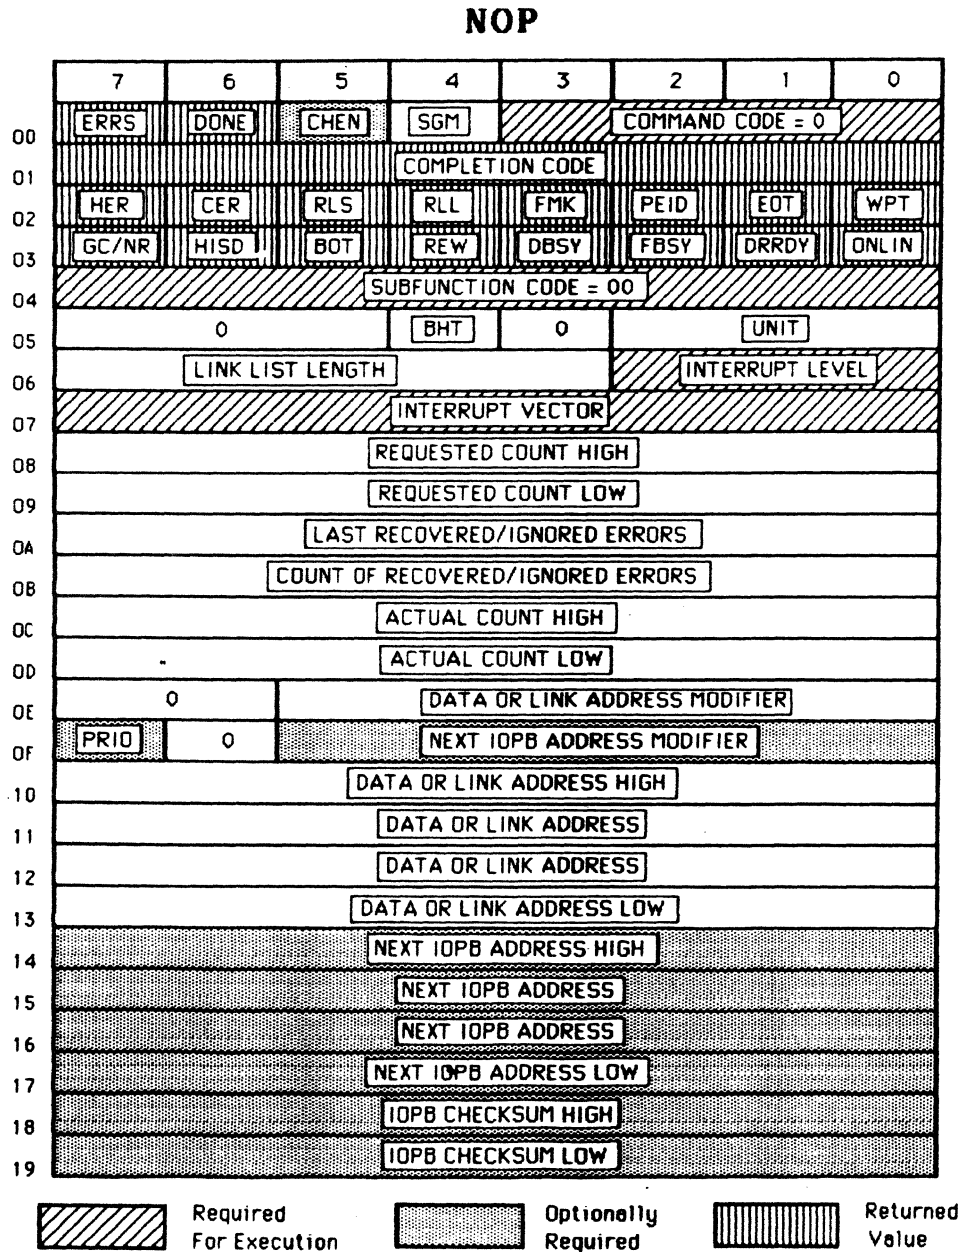 NOP
7 6 5 4 3 2 1 0
00 ERRS DONE CHEN SGM COMMAND CODE = 0
01 COMPLETION CODE
02 HER CER RLS RLL FMK PEID EOT WPT
03 GC/NR HISD BOT REW DBSY FBSY DRRDY ONLIN
04 SUBFUNCTION CODE = 00
05 0 BHT 0 UNIT
06 LINK LIST LENGTH INTERRUPT LEVEL
07 INTERRUPT VECTOR
08 REQUESTED COUNT HIGH
09 REQUESTED COUNT LOW
0A LAST RECOVERED/IGNORED ERRORS
0B COUNT OF RECOVERED/IGNORED ERRORS
0C ACTUAL COUNT HIGH
0D ACTUAL COUNT LOW
0E 0 DATA OR LINK ADDRESS MODIFIER
0F PRIO 0 NEXT IOPB ADDRESS MODIFIER
10 DATA OR LINK ADDRESS HIGH
11 DATA OR LINK ADDRESS
12 DATA OR LINK ADDRESS
13 DATA OR LINK ADDRESS LOW
14 NEXT IOPB ADDRESS HIGH
15 NEXT IOPB ADDRESS
16 NEXT IOPB ADDRESS
17 NEXT IOPB ADDRESS LOW
18 IOPB CHECKSUM HIGH
19 IOPB CHECKSUM LOW
Required Optionally Returned
For Execution Required Value